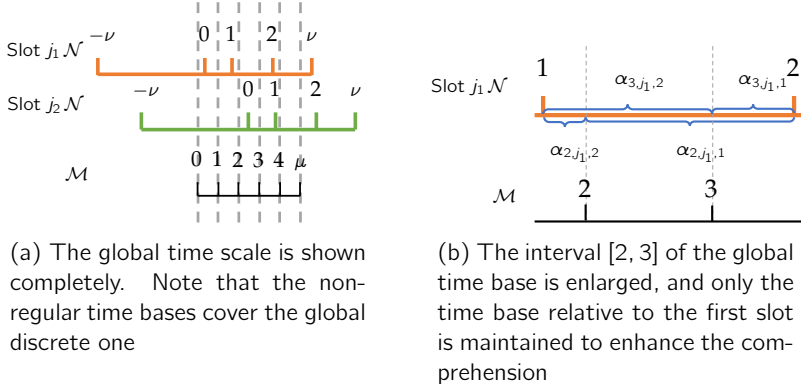 −ν 0 1 2 ν
Slot j₁ 𝒩
−ν 0 1 2 ν
Slot j₂ 𝒩
0 1 2 3 4 μ
ℳ
(a) The global time scale is shown
completely. Note that the non-
regular time bases cover the global
discrete one
α₃,ⱼ₁,₂ α₃,ⱼ₁,₁
1 2
Slot j₁ 𝒩
α₂,ⱼ₁,₂ α₂,ⱼ₁,₁
ℳ 2 3
(b) The interval [2, 3] of the global
time base is enlarged, and only the
time base relative to the first slot
is maintained to enhance the com-
prehension